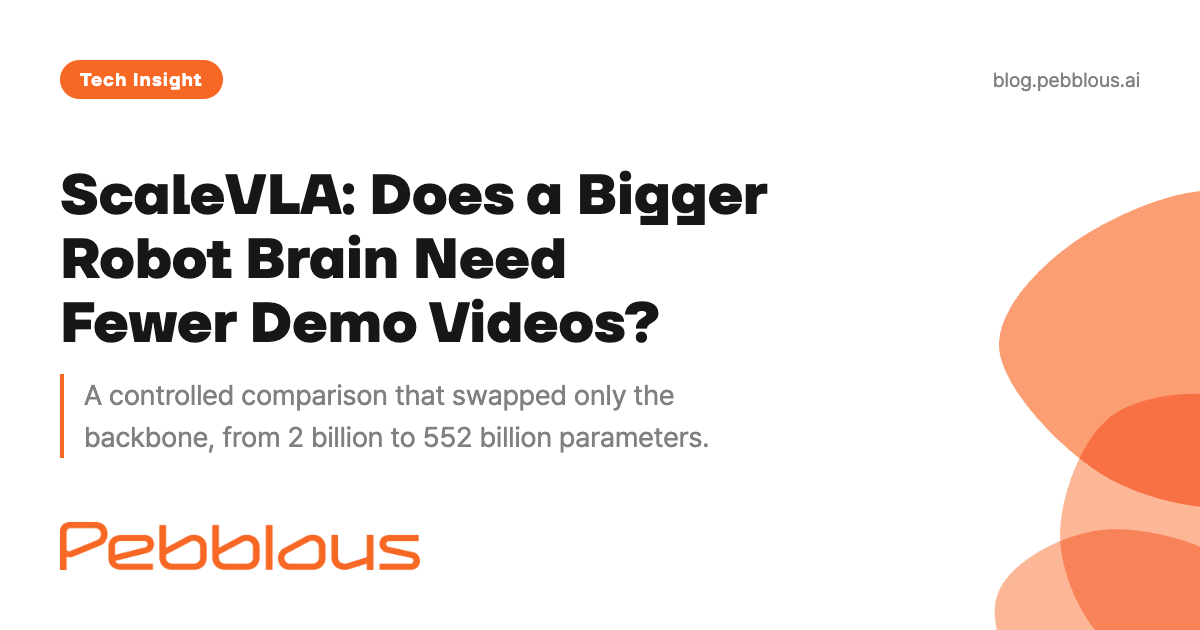 Tech Insight
blog.pebblous.ai
ScaleVLA: Does a Bigger
Robot Brain Need
Fewer Demo Videos?
A controlled comparison that swapped only the
backbone, from 2 billion to 552 billion parameters.
Pebblous